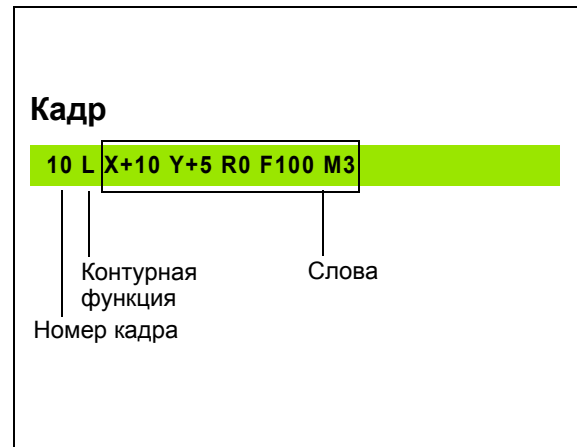 Кадр
10 L X+10 Y+5 R0 F100 M3
Контурная
функция
Слова
Номер кадра